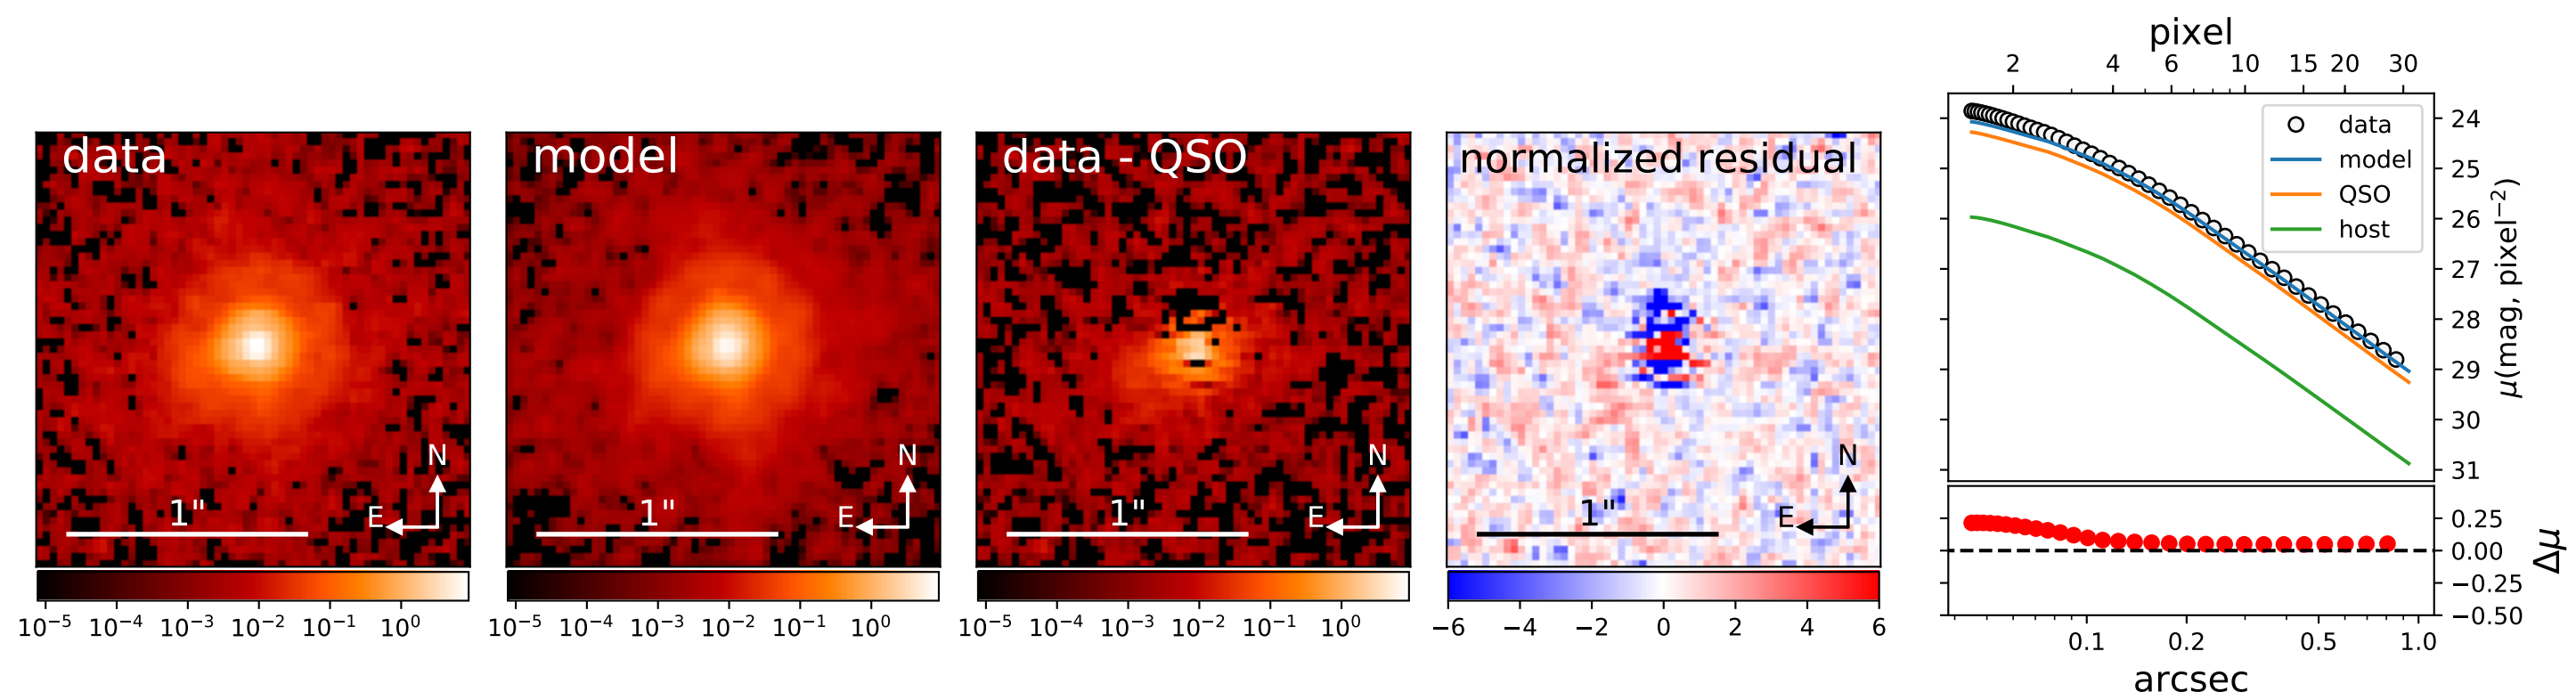 data
1"
N
E
10⁻⁵ 10⁻⁴ 10⁻³ 10⁻² 10⁻¹ 10⁰
model
1"
N
E
10⁻⁵ 10⁻⁴ 10⁻³ 10⁻² 10⁻¹ 10⁰
data - QSO
1"
N
E
10⁻⁵ 10⁻⁴ 10⁻³ 10⁻² 10⁻¹ 10⁰
normalized residual
1"
N
E
−6 −4 −2 0 2 4 6
pixel
2 4 6 10 15 20 30
data
model
QSO
host
24
25
26
27
28
29
30
31
μ(mag, pixel⁻²)
0.25
0.00
−0.25
−0.50
Δμ
0.1 0.2 0.5 1.0
arcsec